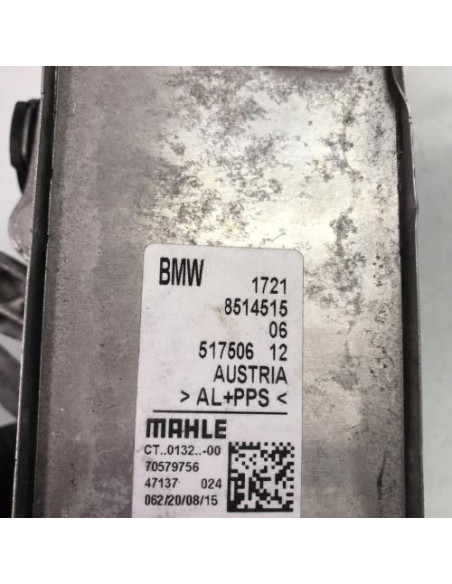 BMW 1721
8514515
06
517506 12
AUSTRIA
> AL+PPS <
MAHLE
CT..0132..-00
70579756
47137 024
062/20/08/15